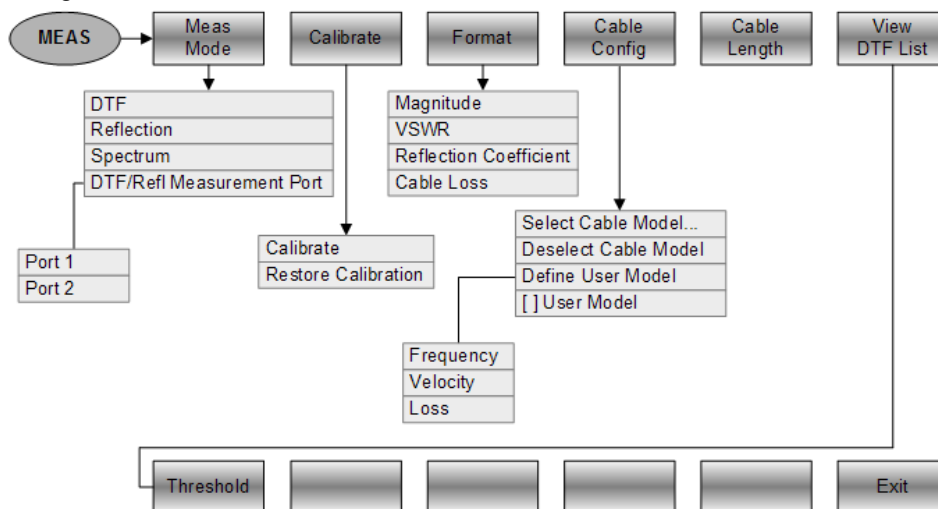 MEAS
Meas
Mode
Calibrate
Format
Cable
Config
Cable
Length
View
DTF List
DTF
Reflection
Spectrum
DTF/Refl Measurement Port
Port 1
Port 2
Calibrate
Restore Calibration
Magnitude
VSWR
Reflection Coefficient
Cable Loss
Select Cable Model...
Deselect Cable Model
Define User Model
[ ] User Model
Frequency
Velocity
Loss
Threshold
Exit